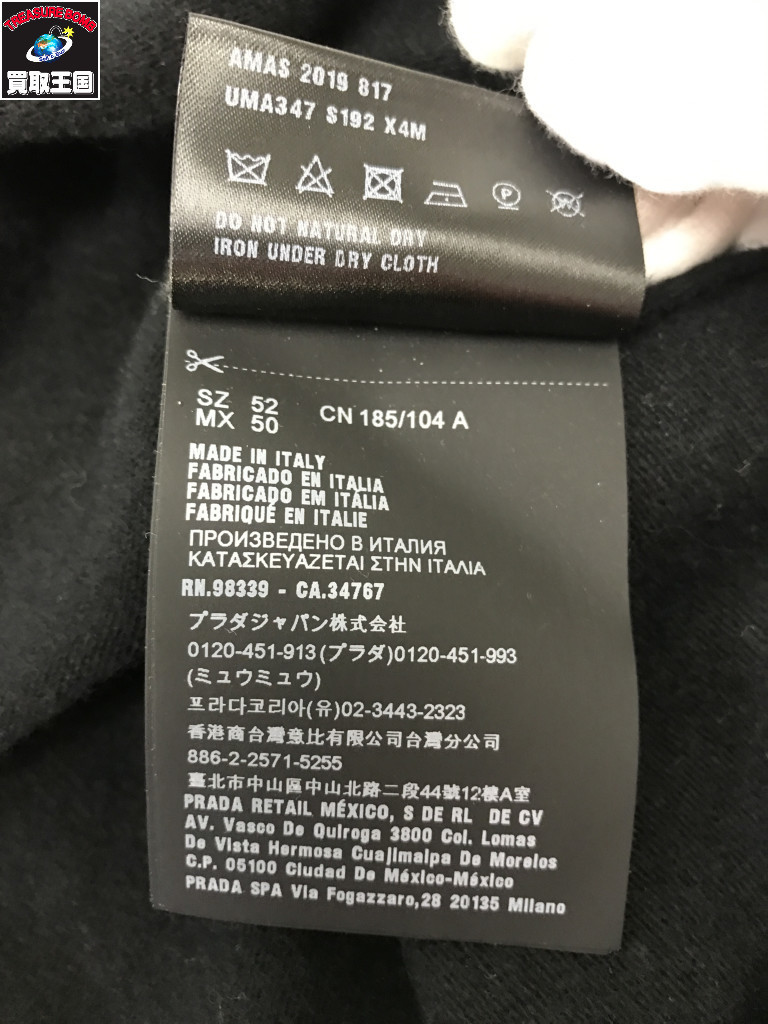 TREASURE BOMB
買取王国
AMAS 2019 817
UMA347 S192 X4M
P
W
DO NOT NATURAL DRY
IRON UNDER DRY CLOTH
SZ 52
MX 50
CN 185/104 A
MADE IN ITALY
FABRICADO EN ITALIA
FABRICADO EM ITÁLIA
FABRIQUÉ EN ITALIE
ПРОИЗВЕДЕНО В ИТАЛИЯ
ΚΑΤΑΣΚΕΥΑΖΕΤΑΙ ΣΤΗΝ ΙΤΑΛΙΑ
RN.98339 - CA.34767
プラダジャパン株式会社
0120-451-913(プラダ)0120-451-993
(ミュウミュウ)
프라다코리아(유)02-3443-2323
香港商台灣意比有限公司台灣分公司
886-2-2571-5255
臺北市中山區中山北路二段44號12樓A室
PRADA RETAIL MÉXICO, S DE RL DE CV
AV. Vasco De Quiroga 3800 Col. Lomas
De Vista Hermosa Cuajimalpa De Morelos
C.P. 05100 Ciudad De México-México
PRADA SPA Via Fogazzaro,28 20135 Milano